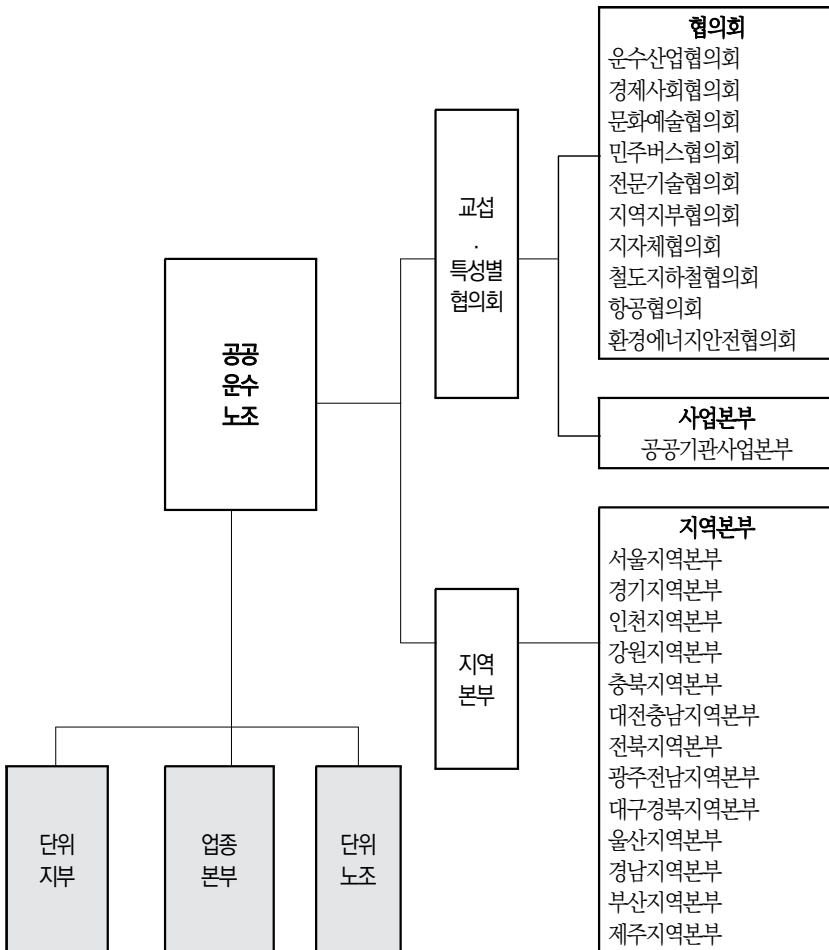 협의회
운수산업협의회
경제사회협의회
문화예술협의회
민주버스협의회
전문기술협의회
지역지부협의회
지자체협의회
철도지하철협의회
항공협의회
환경에너지안전협의회
교섭
.
특성별
협의회
공공
운수
노조
사업본부
공공기관사업본부
지역본부
서울지역본부
경기지역본부
인천지역본부
강원지역본부
충북지역본부
대전충남지역본부
전북지역본부
광주전남지역본부
대구경북지역본부
울산지역본부
경남지역본부
부산지역본부
제주지역본부
지역
본부
단위
지부
업종
본부
단위
노조